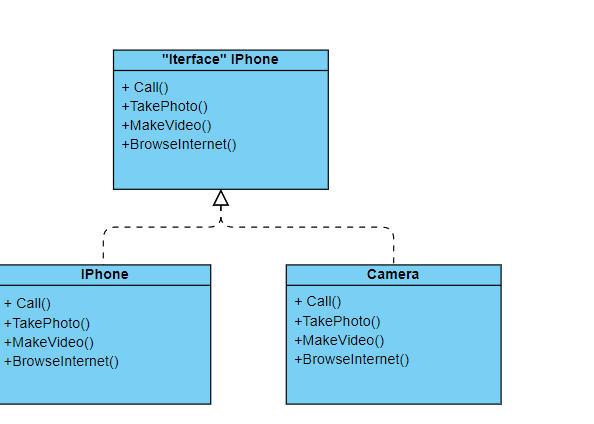 "Iterface" IPhone
+ Call()
+TakePhoto()
+MakeVideo()
+BrowseInternet()
IPhone
+ Call()
+TakePhoto()
+MakeVideo()
+BrowseInternet()
Camera
+ Call()
+TakePhoto()
+MakeVideo()
+BrowseInternet()